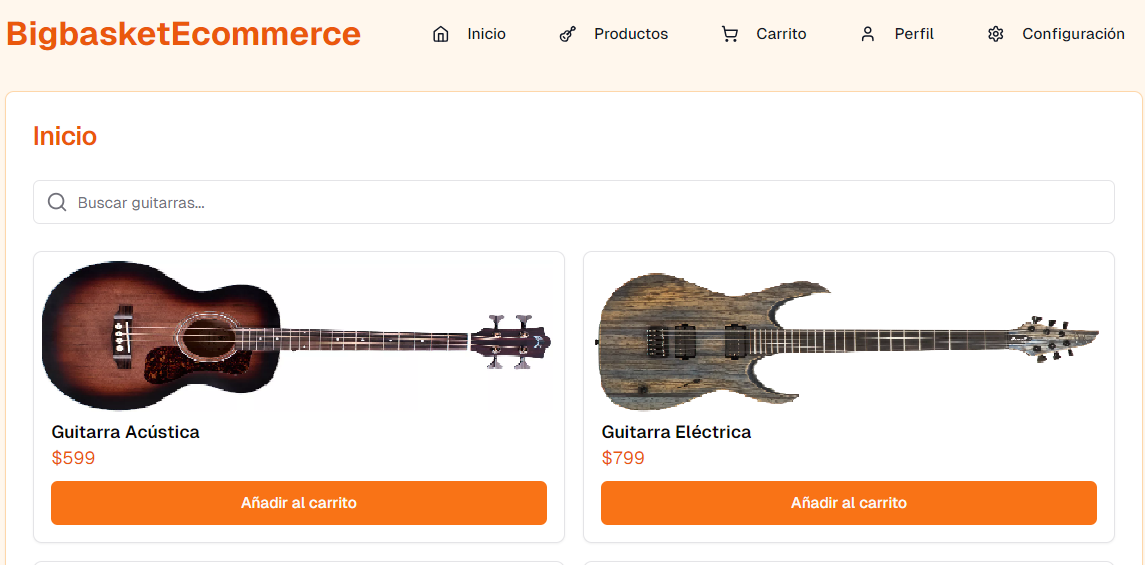 BigbasketEcommerce
Inicio
Productos
Carrito
Perfil
Configuración
Inicio
Buscar guitarras...
Guitarra Acústica
$599
Añadir al carrito
Guitarra Eléctrica
$799
Añadir al carrito